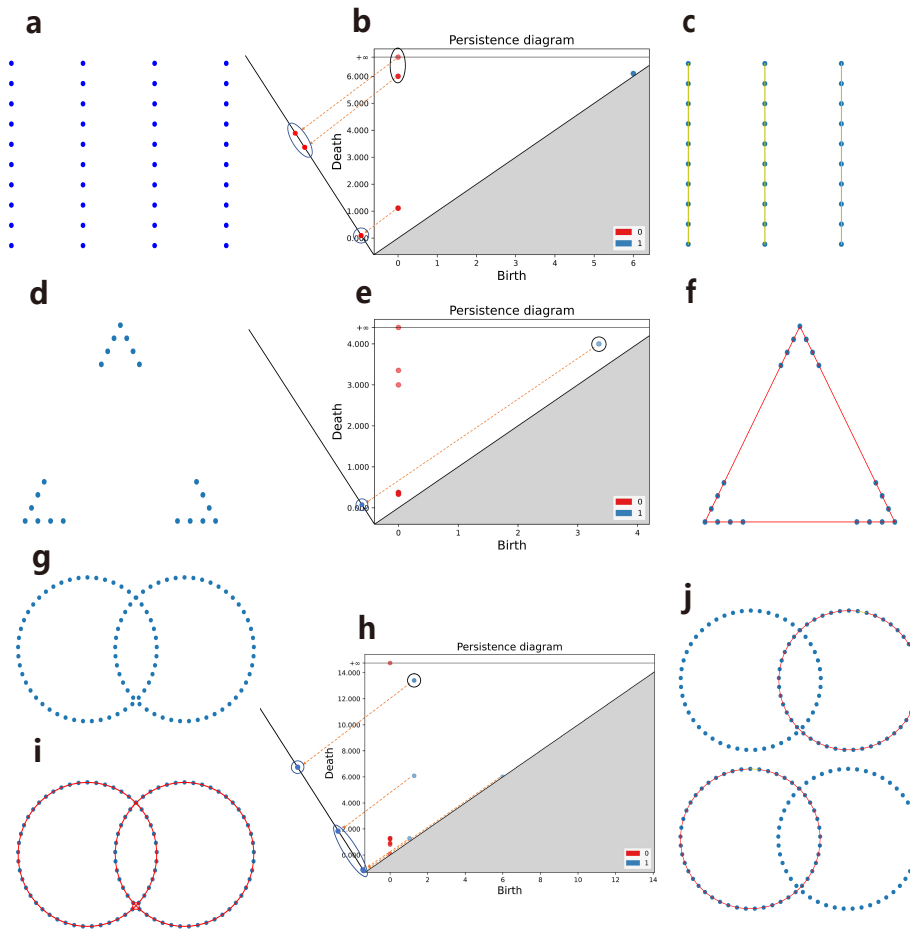 a
b
c
Persistence diagram
+∞
6.000
5.000
4.000
3.000
2.000
1.000
0.000
Death
0
1
0 1 2 3 4 5 6
Birth
d
e
f
Persistence diagram
+∞
4.000
3.000
2.000
1.000
0.000
Death
0
1
0 1 2 3 4
Birth
g
h
j
Persistence diagram
+∞
14.000
12.000
10.000
8.000
6.000
4.000
2.000
0.000
Death
0
1
0 2 4 6 8 10 12 14
Birth
i